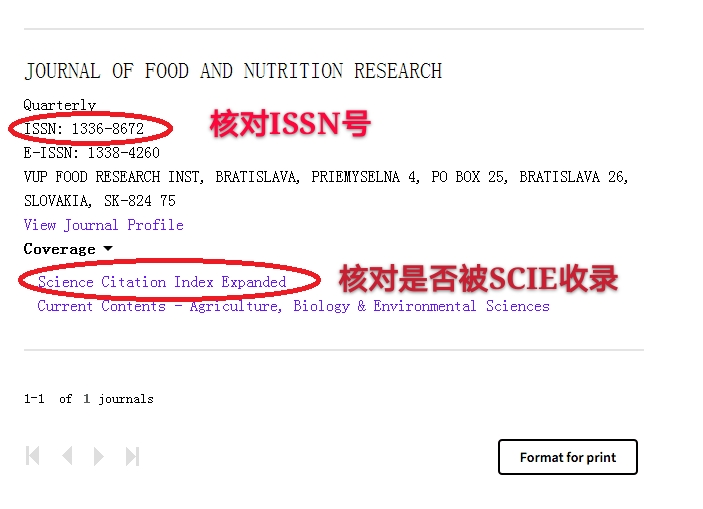 JOURNAL OF FOOD AND NUTRITION RESEARCH
Quarterly
ISSN: 1336-8672
核对ISSN号
E-ISSN: 1338-4260
VUP FOOD RESEARCH INST, BRATISLAVA, PRIEMYSELNA 4, PO BOX 25, BRATISLAVA 26,
SLOVAKIA, SK-824 75
View Journal Profile
Coverage
Science Citation Index Expanded
核对是否被SCIE收录
Current Contents - Agriculture, Biology & Environmental Sciences
1-1 of 1 journals
Format for print